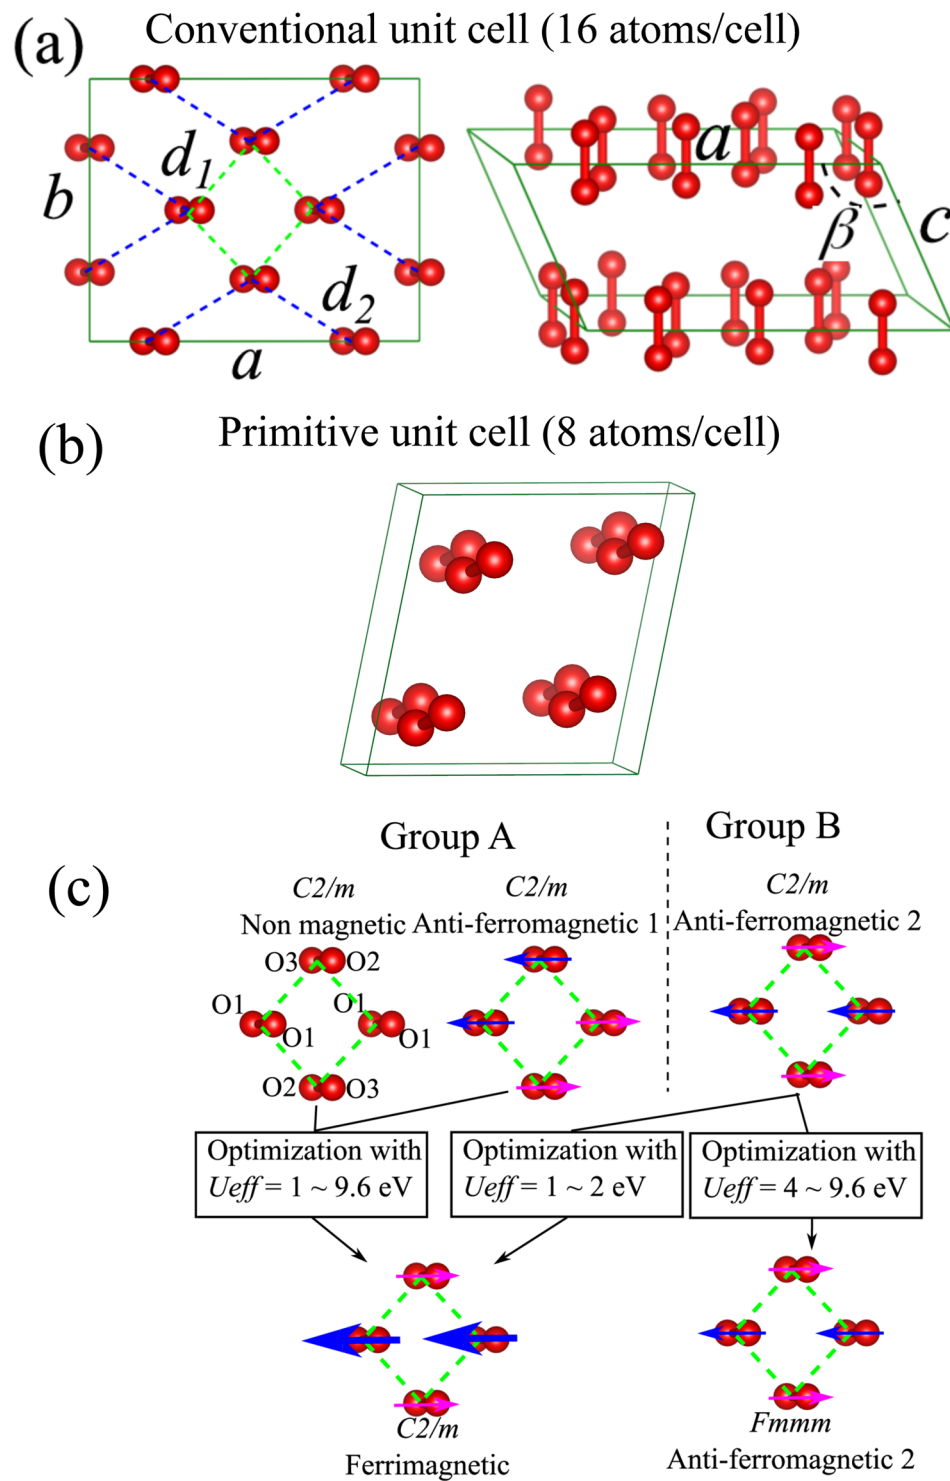 (a)
Conventional unit cell (16 atoms/cell)
d1
b
d2
a
a
β
c
(b)
Primitive unit cell (8 atoms/cell)
(c)
Group A
Group B
C2/m
Non magnetic
C2/m
Anti-ferromagnetic 1
C2/m
Anti-ferromagnetic 2
O3
O2
O1
O1
O1
O1
O2
O3
Optimization with
Ueff = 1 ~ 9.6 eV
Optimization with
Ueff = 1 ~ 2 eV
Optimization with
Ueff = 4 ~ 9.6 eV
C2/m
Ferrimagnetic
Fmmm
Anti-ferromagnetic 2